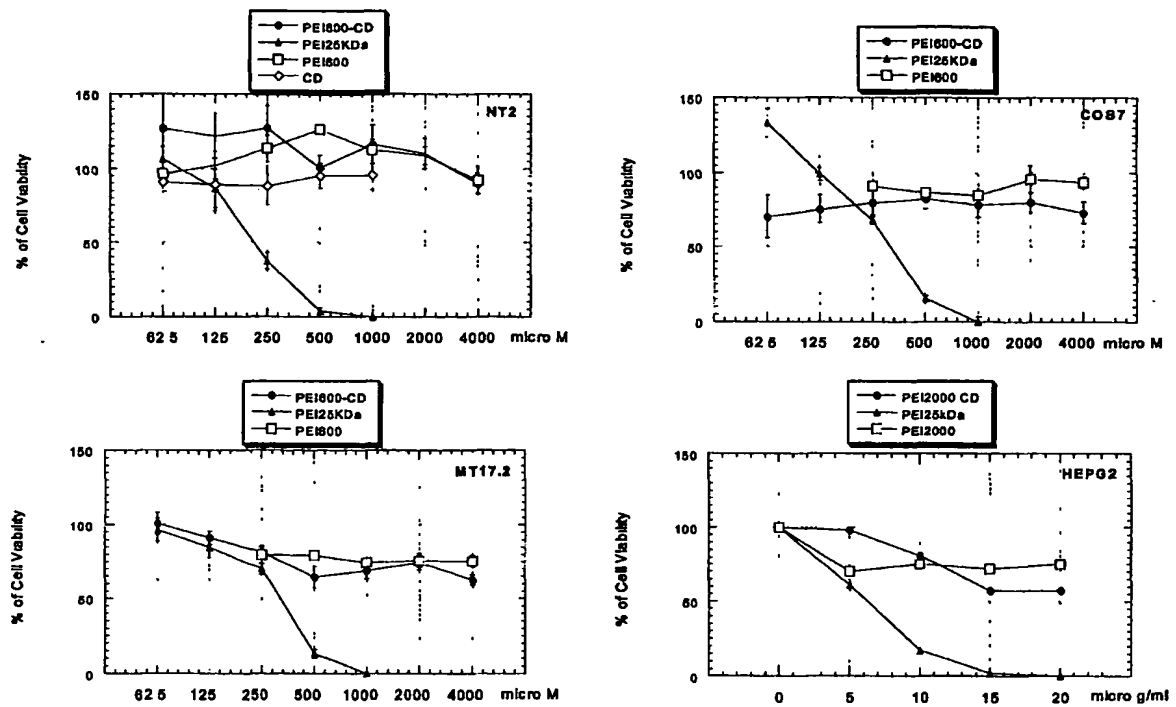 PEI600-CD
PEI25KDa
PEI600
CD
NT2
% of Cell Viability
150
100
50
0
62 5 125 250 500 1000 2000 4000 micro M
PEI600-CD
PEI25KDa
PEI600
COS7
% of Cell Viability
150
100
50
0
62 5 125 250 500 1000 2000 4000 micro M
PEI600-CD
PEI25KDa
PEI600
MT17.2
% of Cell Viability
150
100
50
0
62 5 125 250 500 1000 2000 4000 micro M
PEI2000 CD
PEI25kDa
PEI2000
HEPG2
% of Cell Viability
150
100
50
0
0 5 10 15 20 micro g/ml